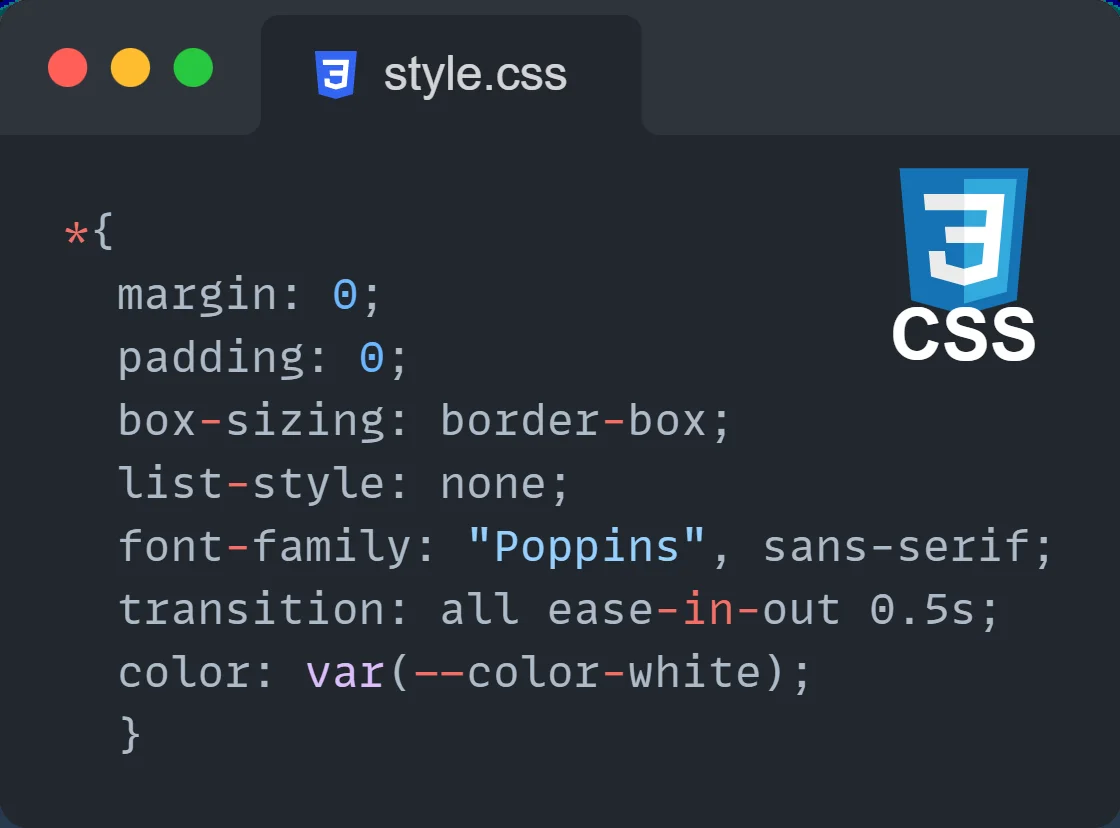 style.css
CSS
*{
margin: 0;
padding: 0;
box-sizing: border-box;
list-style: none;
font-family: "Poppins", sans-serif;
transition: all ease-in-out 0.5s;
color: var(--color-white);
}